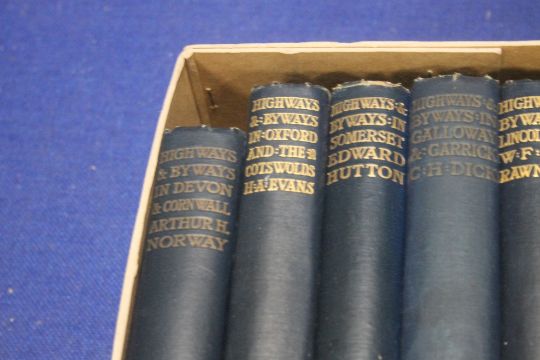 HIGHWAYS
& BYWAYS
IN DEVON
& CORNWALL
ARTHUR H.
NORWAY
HIGHWAYS
& BYWAYS
IN OXFORD
AND THE
COTSWOLDS
H·A·EVANS
HIGHWAYS &
BYWAYS IN
SOMERSET
EDWARD
HUTTON
HIGHWAYS &
BYWAYS IN
GALLOWAY
& CARRICK
C·H·DICK
HIGHWAYS
BYWAYS
LINCOL
W·F·
RAWN